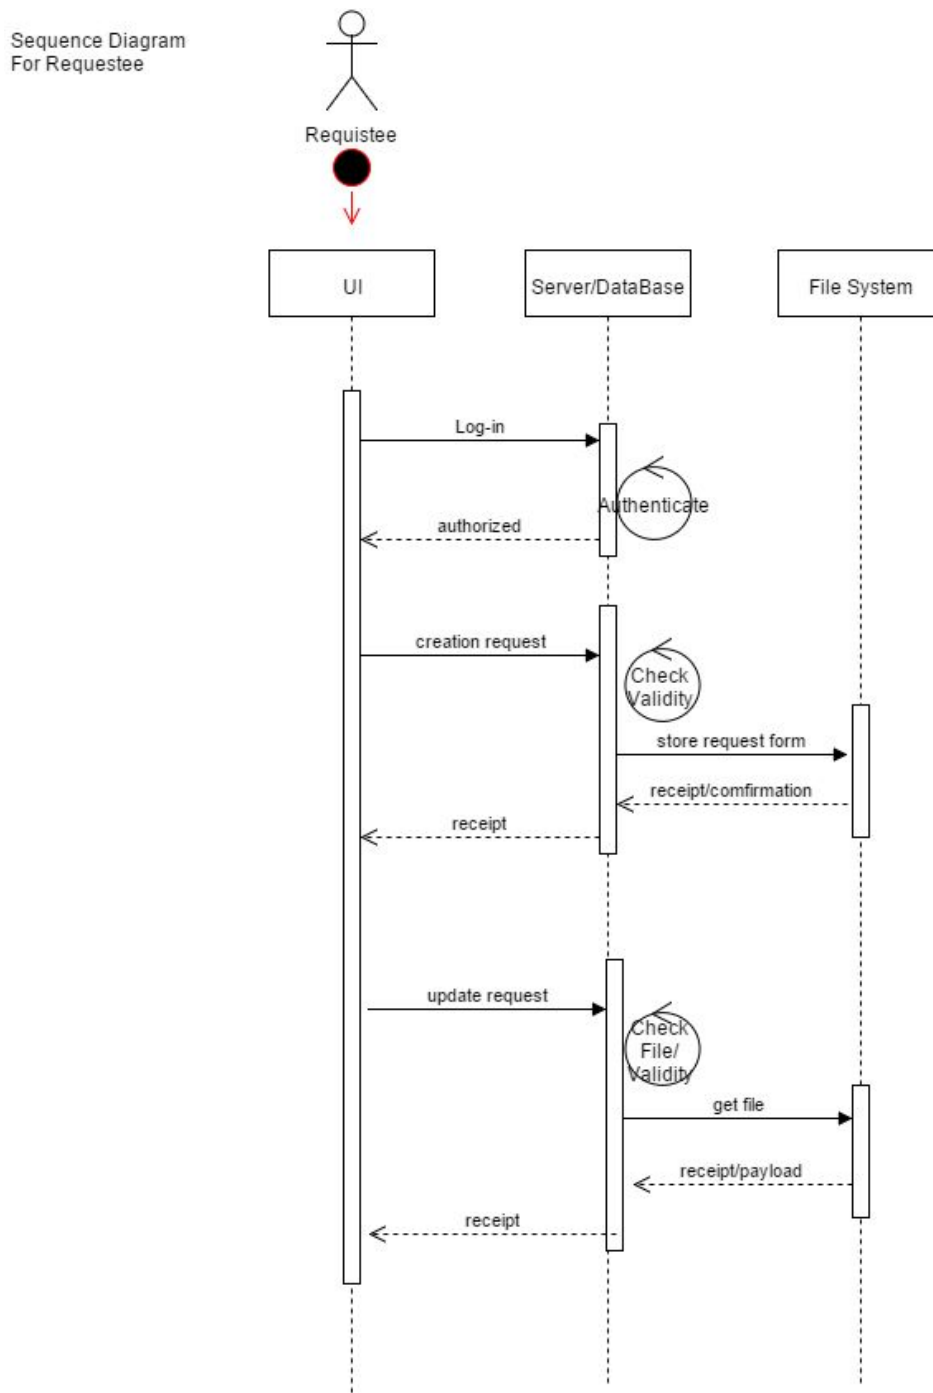 Sequence Diagram
For Requestee
Requistee
UI
Server/DataBase
File System
Log-in
Authenticate
authorized
creation request
Check
Validity
store request form
receipt/comfirmation
receipt
update request
Check
File/
Validity
get file
receipt/payload
receipt